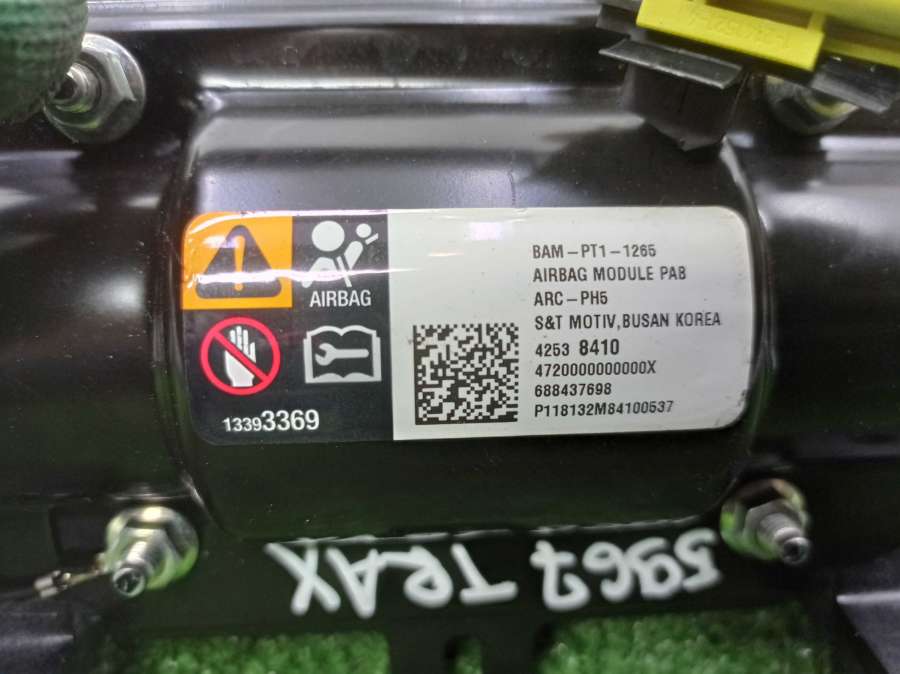 AIRBAG
13393369
BAM-PT1-1265
AIRBAG MODULE PAB
ARC-PH5
S&T MOTIV,BUSAN KOREA
4253 8410
4720000000000X
688437698
P118132M84100537
5967 TRAX